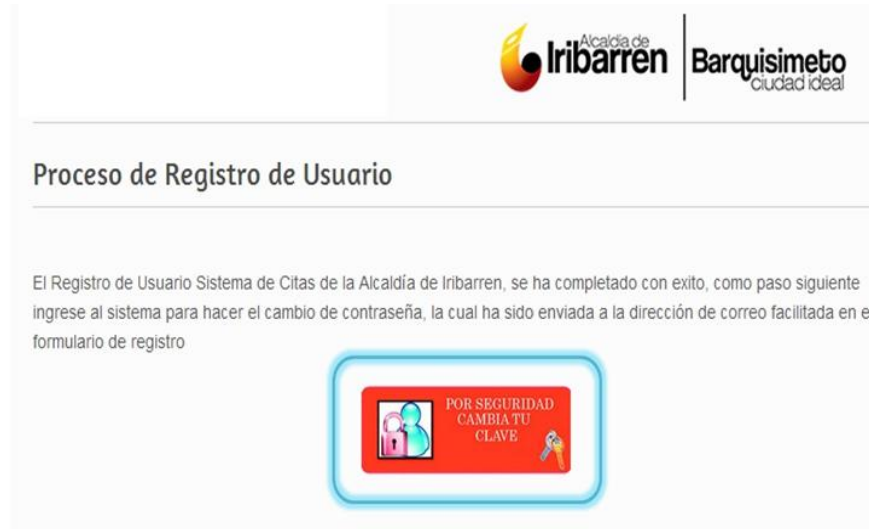 Alcaldía de
Iribarren
Barquisimeto
ciudad ideal
Proceso de Registro de Usuario
El Registro de Usuario Sistema de Citas de la Alcaldía de Iribarren, se ha completado con exito, como paso siguiente
ingrese al sistema para hacer el cambio de contraseña, la cual ha sido enviada a la dirección de correo facilitada en e
formulario de registro
POR SEGURIDAD
CAMBIA TU
CLAVE